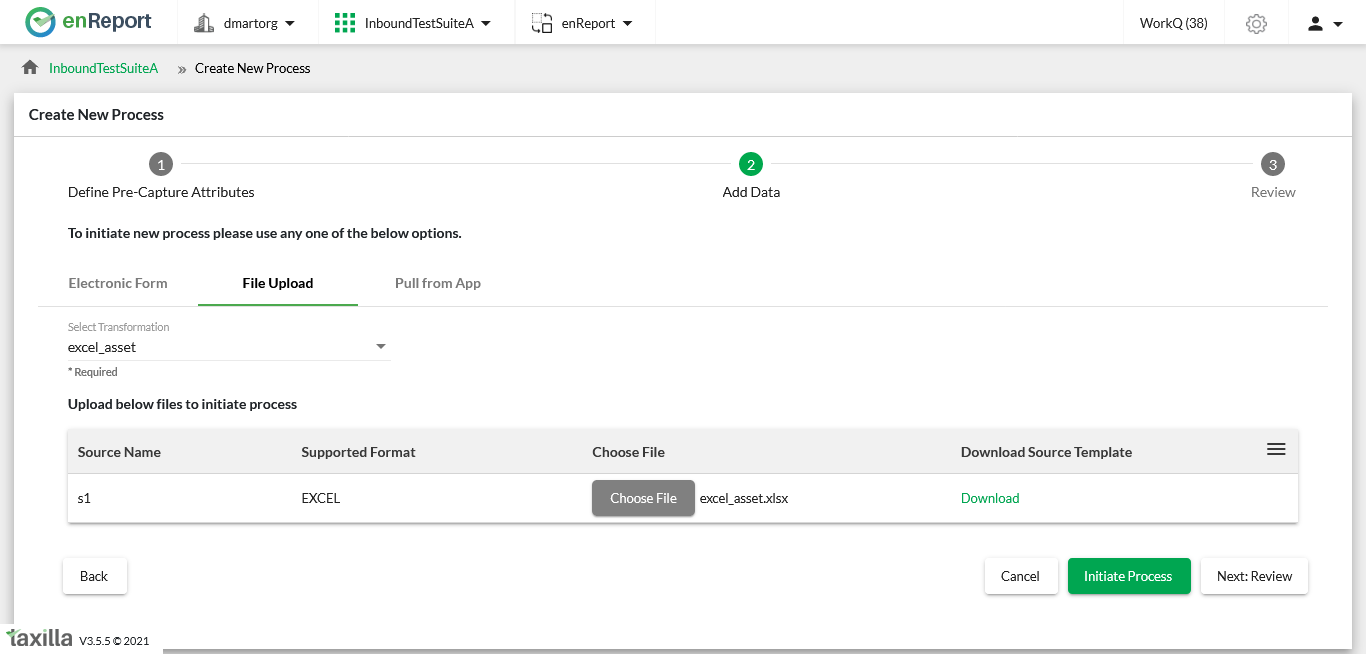 enReport dmartorg InboundTestSuiteA enReport WorkQ (38)
InboundTestSuiteA » Create New Process
Create New Process
1 2 3
Define Pre-Capture Attributes Add Data Review
To initiate new process please use any one of the below options.
Electronic Form File Upload Pull from App
Select Transformation
excel_asset
* Required
Upload below files to initiate process
Source Name Supported Format Choose File Download Source Template
s1 EXCEL Choose File excel_asset.xlsx Download
Back Cancel Initiate Process Next: Review
taxilla V3.5.5 © 2021